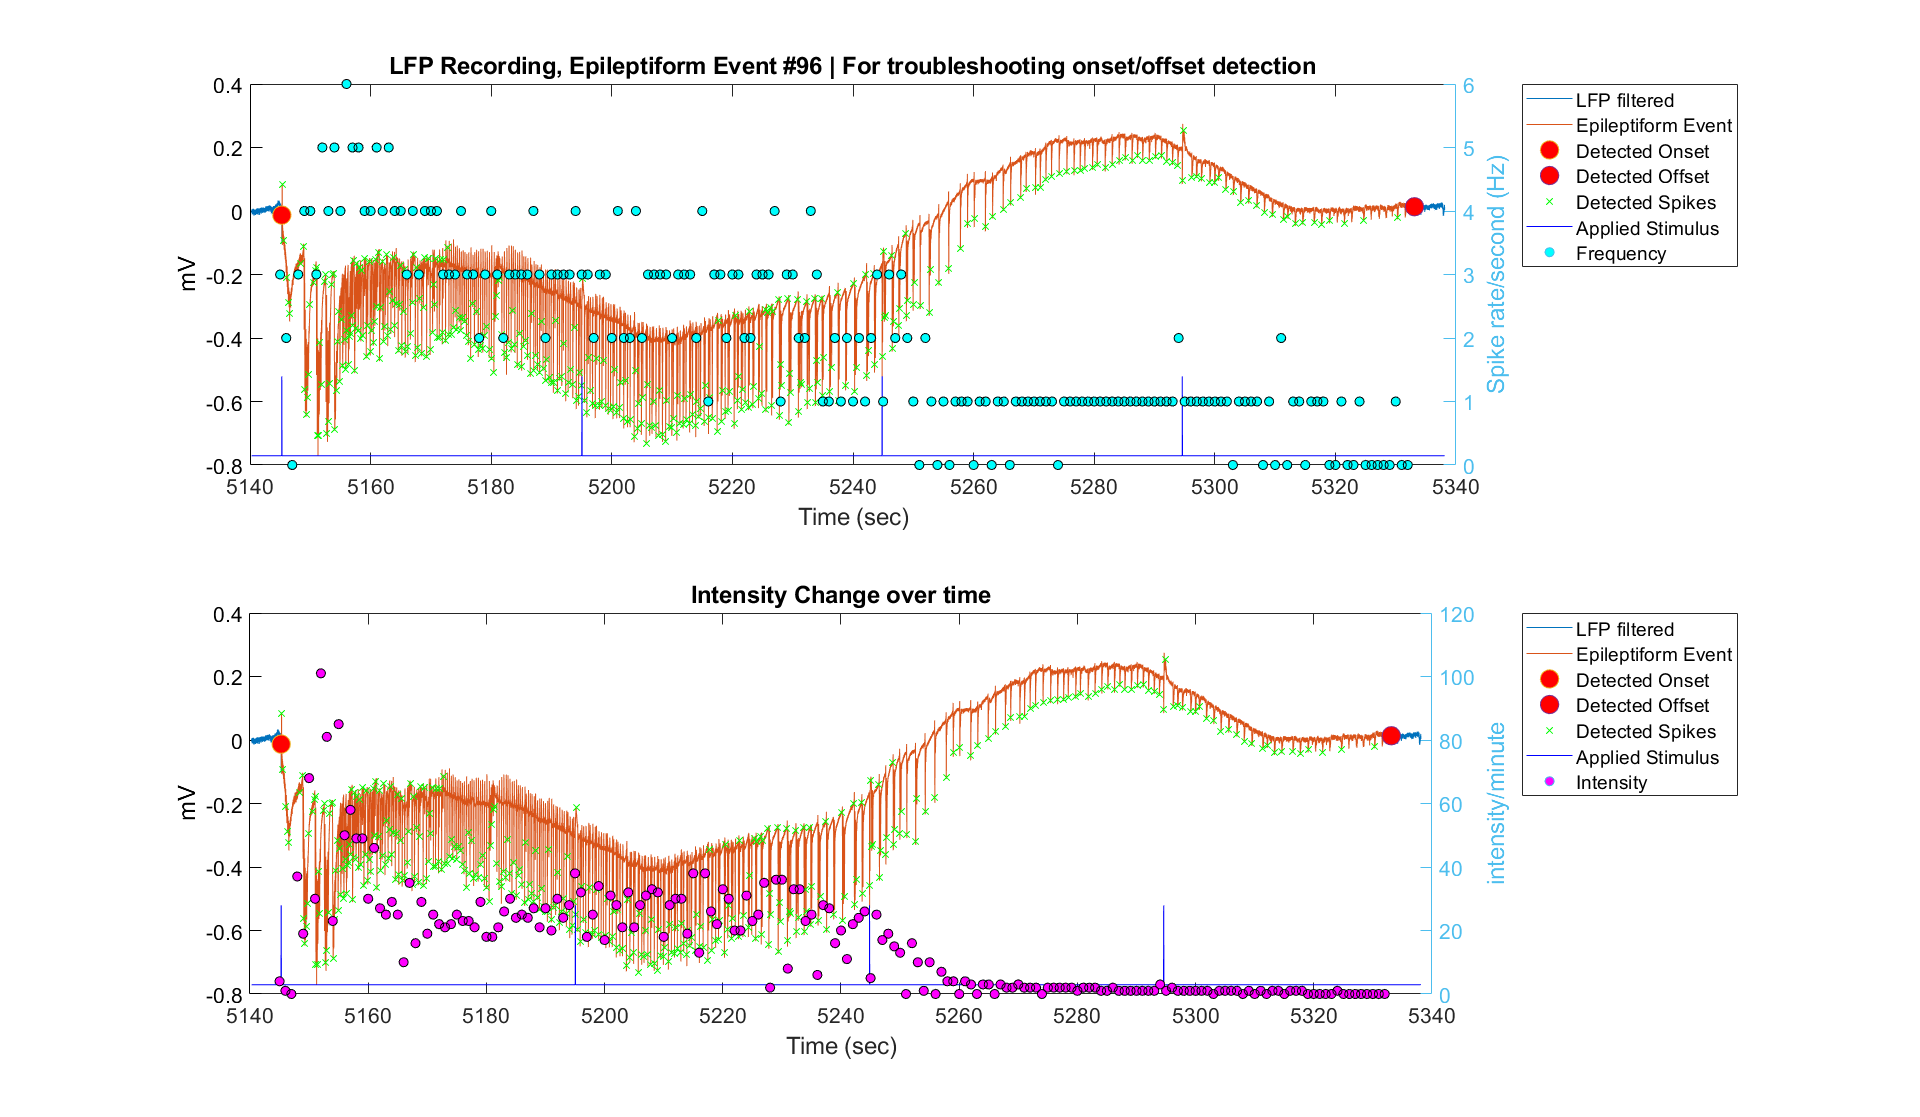 LFP Recording, Epileptiform Event #96 | For troubleshooting onset/offset detection
0.4
0.2
0
-0.2
-0.4
-0.6
-0.8
mV
5140 5160 5180 5200 5220 5240 5260 5280 5300 5320 5340
Time (sec)
6
5
4
3
2
1
0
Spike rate/second (Hz)
LFP filtered
Epileptiform Event
Detected Onset
Detected Offset
Detected Spikes
Applied Stimulus
Frequency
Intensity Change over time
0.4
0.2
0
-0.2
-0.4
-0.6
-0.8
mV
5140 5160 5180 5200 5220 5240 5260 5280 5300 5320 5340
Time (sec)
120
100
80
60
40
20
0
intensity/minute
LFP filtered
Epileptiform Event
Detected Onset
Detected Offset
Detected Spikes
Applied Stimulus
Intensity